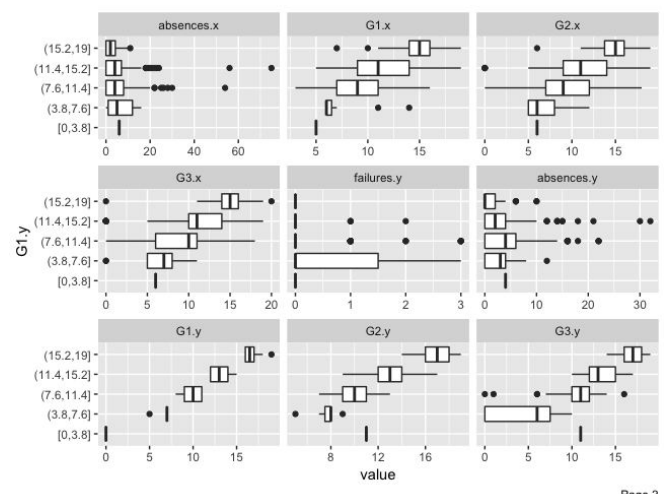 absences.x G1.x G2.x
(15.2,19]
(11.4,15.2]
(7.6,11.4]
(3.8,7.6]
[0,3.8]
0 20 40 60 5 10 15 0 5 10 15
G3.x failures.y absences.y
(15.2,19]
(11.4,15.2]
(7.6,11.4]
(3.8,7.6]
[0,3.8]
0 5 10 15 20 0 1 2 3 0 10 20 30
G1.y
G1.y G2.y G3.y
(15.2,19]
(11.4,15.2]
(7.6,11.4]
(3.8,7.6]
[0,3.8]
0 5 10 15 8 12 16 0 5 10 15
value